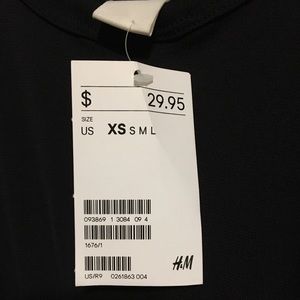 $ 29.95
SIZE
US XS S M L
093869 1 3084 09 4
1676/1
US/R9 0261863 004
H&M